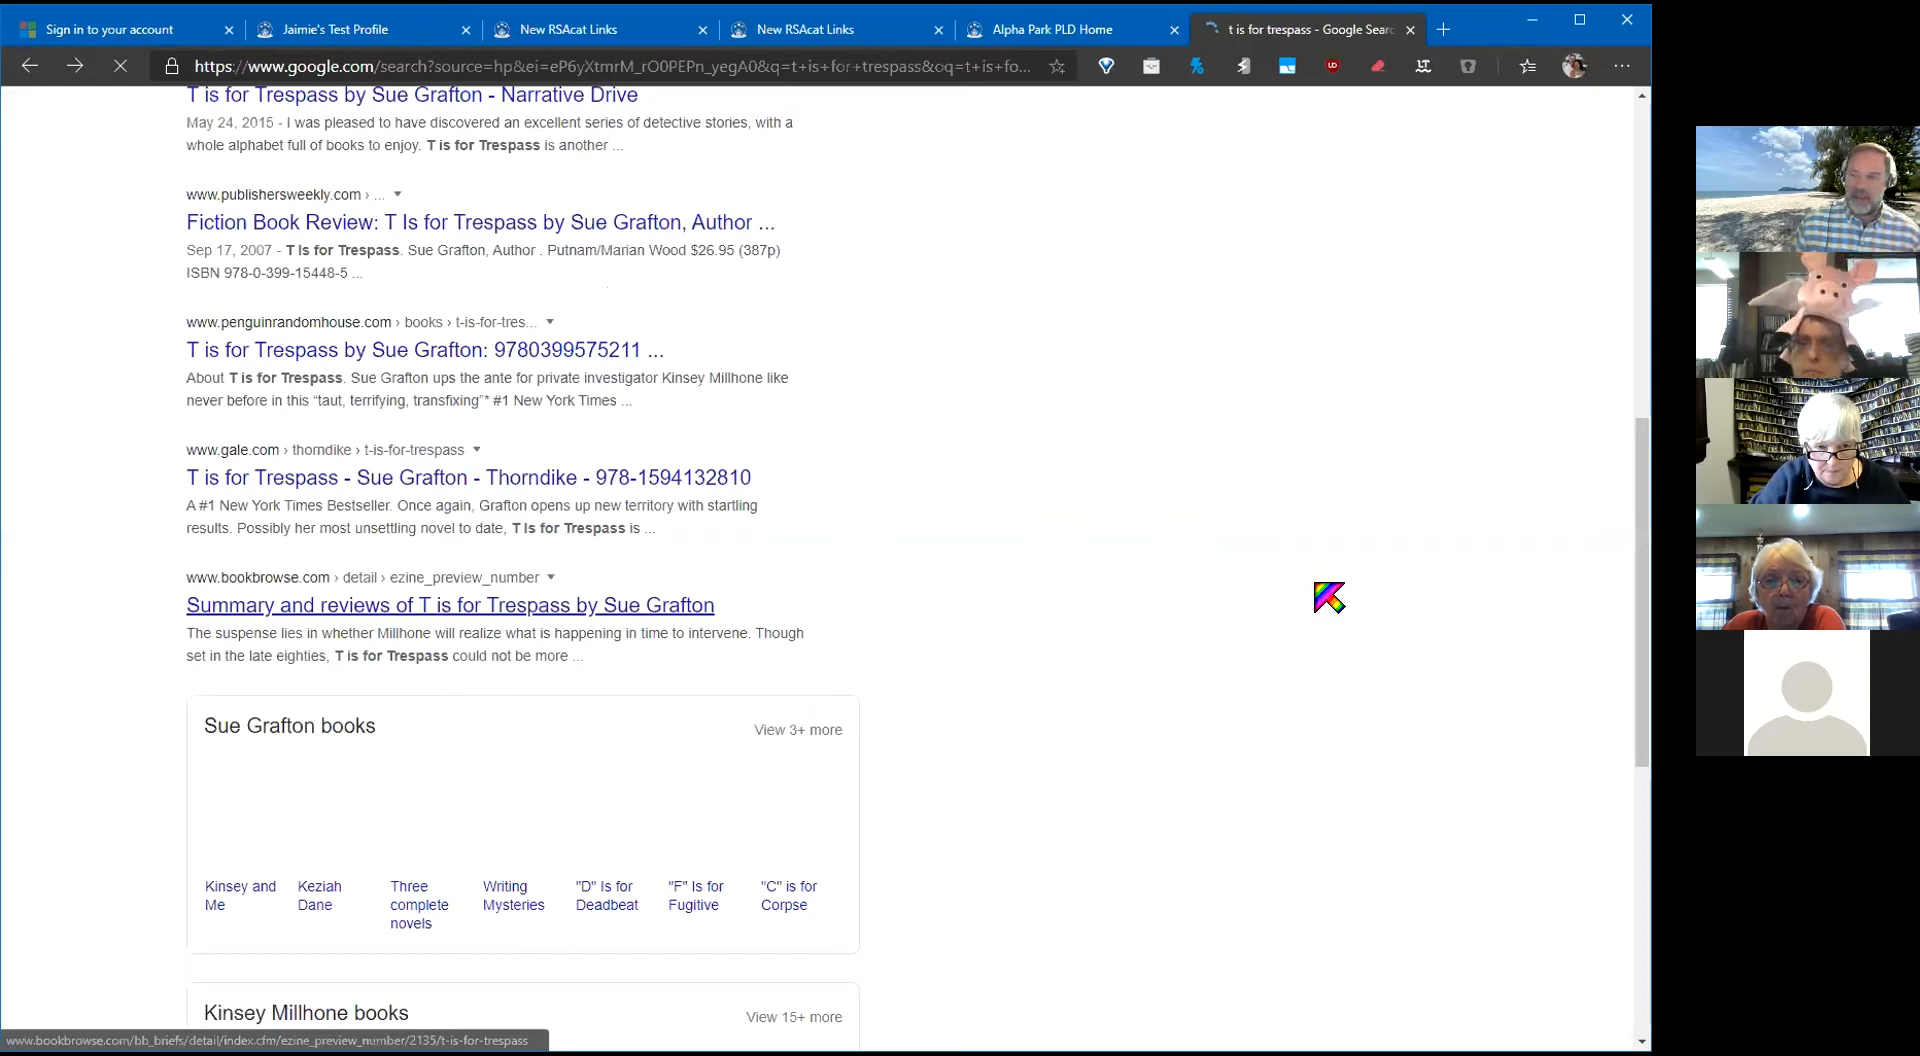 Sign in to your account
Jaimie's Test Profile
New RSAcat Links
New RSAcat Links
Alpha Park PLD Home
t is for trespass - Google Searc
https://www.google.com/search?source=hp&ei=eP6yXtmrM_rO0PEPn_yegA0&q=t+is+for+trespass&oq=t+is+fo...
T is for Trespass by Sue Grafton - Narrative Drive
May 24, 2015 - I was pleased to have discovered an excellent series of detective stories, with a
whole alphabet full of books to enjoy. T is for Trespass is another ...
www.publishersweekly.com › ...
Fiction Book Review: T Is for Trespass by Sue Grafton, Author ...
Sep 17, 2007 - T Is for Trespass. Sue Grafton, Author . Putnam/Marian Wood $26.95 (387p)
ISBN 978-0-399-15448-5 ...
www.penguinrandomhouse.com › books › t-is-for-tres...
T is for Trespass by Sue Grafton: 9780399575211 ...
About T is for Trespass. Sue Grafton ups the ante for private investigator Kinsey Millhone like
never before in this “taut, terrifying, transfixing”* #1 New York Times ...
www.gale.com › thorndike › t-is-for-trespass
T is for Trespass - Sue Grafton - Thorndike - 978-1594132810
A #1 New York Times Bestseller. Once again, Grafton opens up new territory with startling
results. Possibly her most unsettling novel to date, T Is for Trespass is ...
www.bookbrowse.com › detail › ezine_preview_number
Summary and reviews of T is for Trespass by Sue Grafton
The suspense lies in whether Millhone will realize what is happening in time to intervene. Though
set in the late eighties, T is for Trespass could not be more ...
Sue Grafton books
View 3+ more
Kinsey and Me
Keziah Dane
Three complete novels
Writing Mysteries
"D" Is for Deadbeat
"F" Is for Fugitive
"C" is for Corpse
Kinsey Millhone books
View 15+ more
www.bookbrowse.com/bb_briefs/detail/index.cfm/ezine_preview_number/2135/t-is-for-trespass